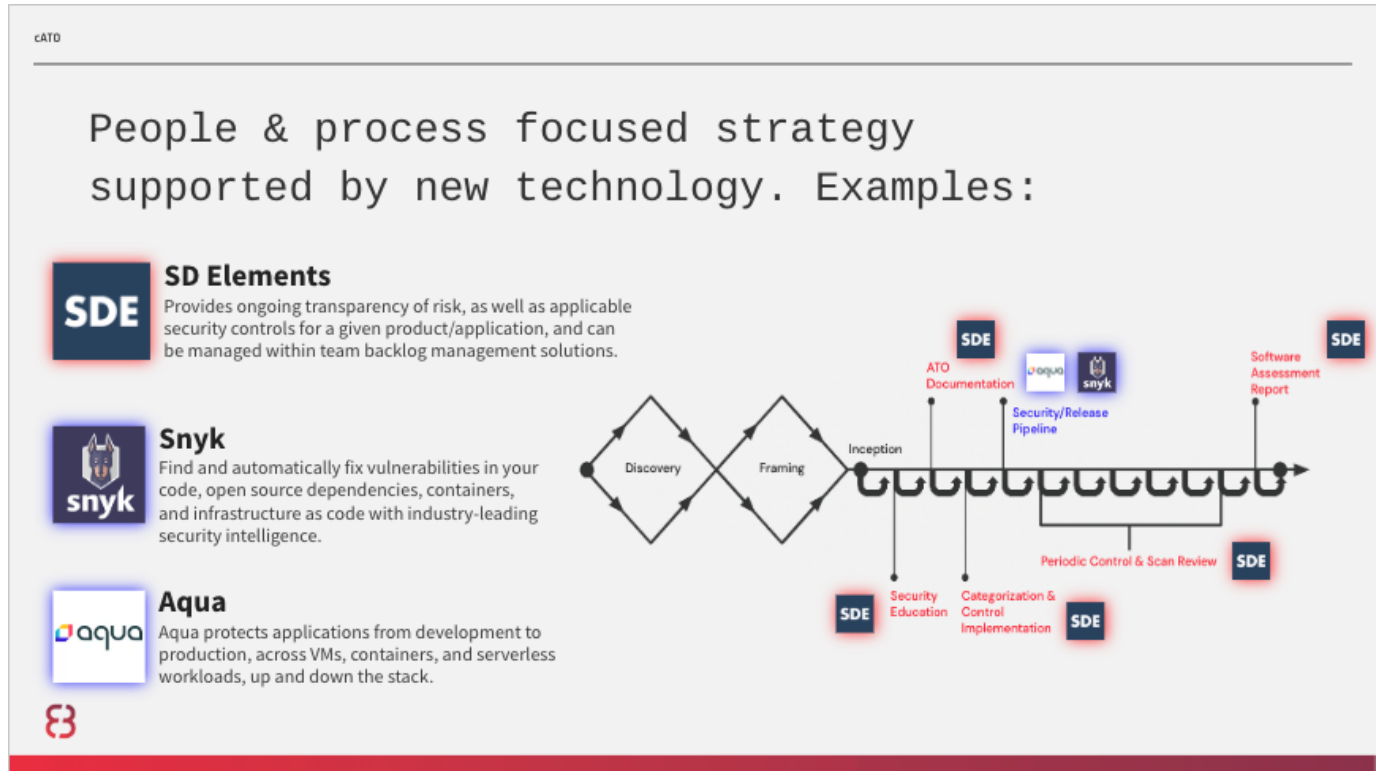 cATO
People & process focused strategy
supported by new technology. Examples:
SDE
SD Elements
Provides ongoing transparency of risk, as well as applicable
security controls for a given product/application, and can
be managed within team backlog management solutions.
snyk
Snyk
Find and automatically fix vulnerabilities in your
code, open source dependencies, containers,
and infrastructure as code with industry-leading
security intelligence.
aqua
Aqua
Aqua protects applications from development to
production, across VMs, containers, and serverless
workloads, up and down the stack.
Discovery
Framing
Inception
SDE
ATO
Documentation
aqua
snyk
Security/Release
Pipeline
SDE
Software
Assessment
Report
SDE
Security
Education
Categorization &
Control
Implementation
SDE
Periodic Control & Scan Review
SDE